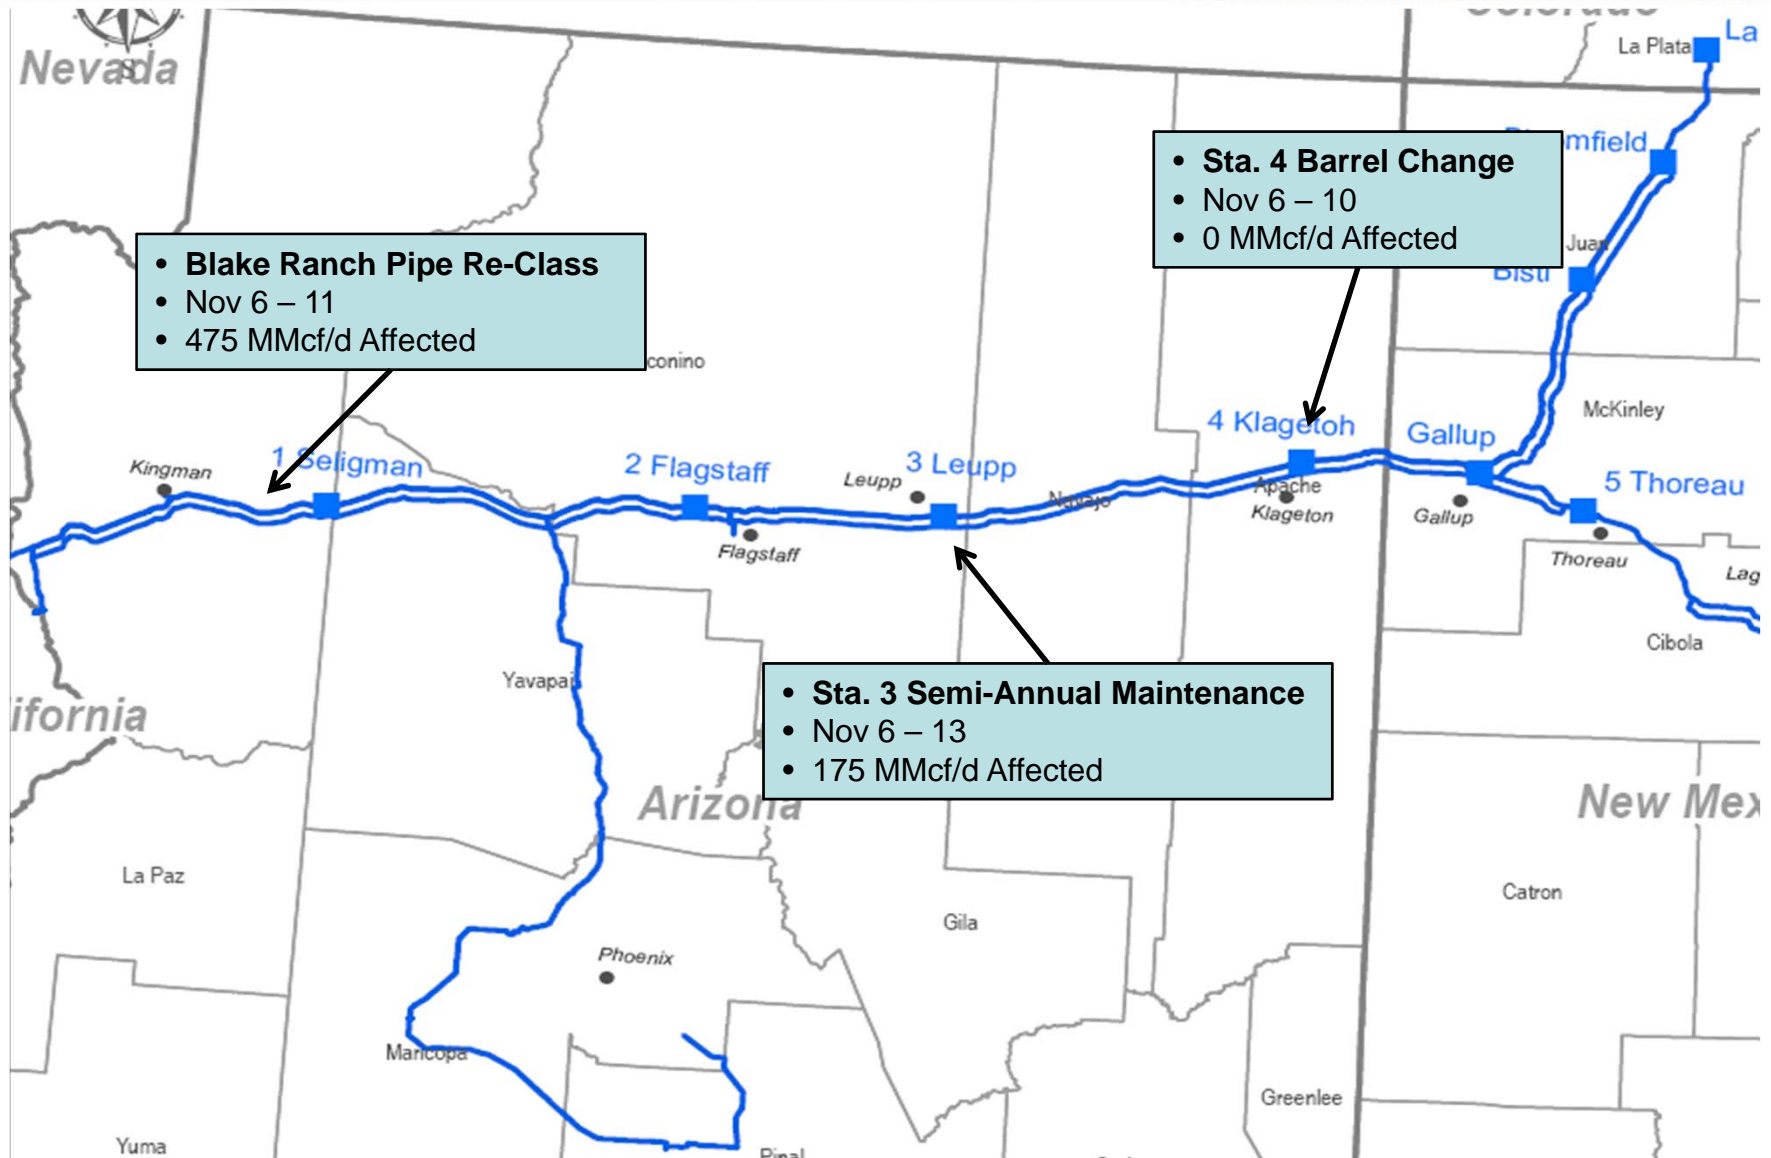 Colorado
La Plata
La
Nevada
S
mfield
• Sta. 4 Barrel Change
• Nov 6 – 10
• 0 MMcf/d Affected
Juan
Bisti
• Blake Ranch Pipe Re-Class
• Nov 6 – 11
• 475 MMcf/d Affected
conino
McKinley
4 Klagetoh
Gallup
Kingman
1 Seligman
2 Flagstaff
Leupp
3 Leupp
5 Thoreau
Navajo
Apache
Klageton
Gallup
Flagstaff
Thoreau
Lag
Cibola
Yavapai
• Sta. 3 Semi-Annual Maintenance
• Nov 6 – 13
• 175 MMcf/d Affected
ifornia
Arizona
New Mex
La Paz
Catron
Gila
Phoenix
Maricopa
Greenlee
Yuma
Pinal